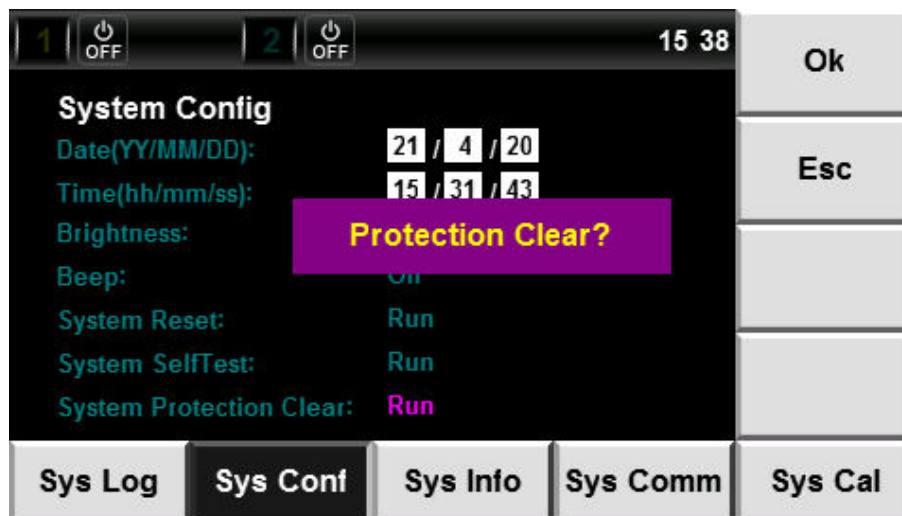 1 OFF 2 OFF 15 38
Ok
System Config
Date(YY/MM/DD): 21 / 4 / 20
Esc
Time(hh/mm/ss): 15 / 31 / 43
Brightness:
Protection Clear?
Beep:
System Reset: Run
System SelfTest: Run
System Protection Clear: Run
Sys Log Sys Conf Sys Info Sys Comm Sys Cal